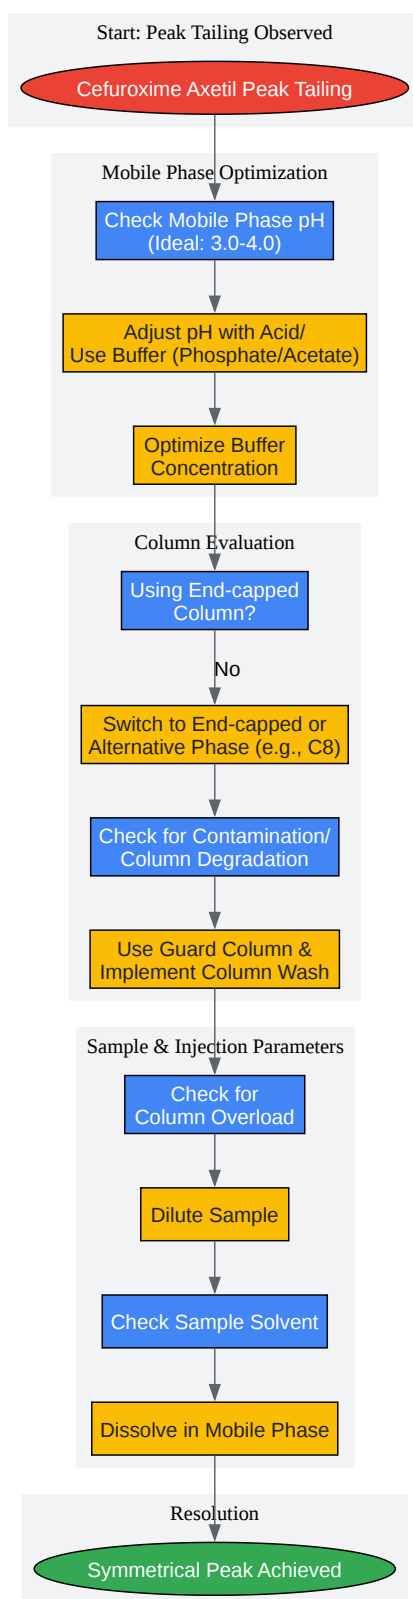 Start: Peak Tailing Observed
Cefuroxime Axetil Peak Tailing
Mobile Phase Optimization
Check Mobile Phase pH
(Ideal: 3.0-4.0)
Adjust pH with Acid/
Use Buffer (Phosphate/Acetate)
Optimize Buffer
Concentration
Column Evaluation
Using End-capped
Column?
No
Switch to End-capped or
Alternative Phase (e.g., C8)
Check for Contamination/
Column Degradation
Use Guard Column &
Implement Column Wash
Sample & Injection Parameters
Check for
Column Overload
Dilute Sample
Check Sample Solvent
Dissolve in Mobile Phase
Resolution
Symmetrical Peak Achieved